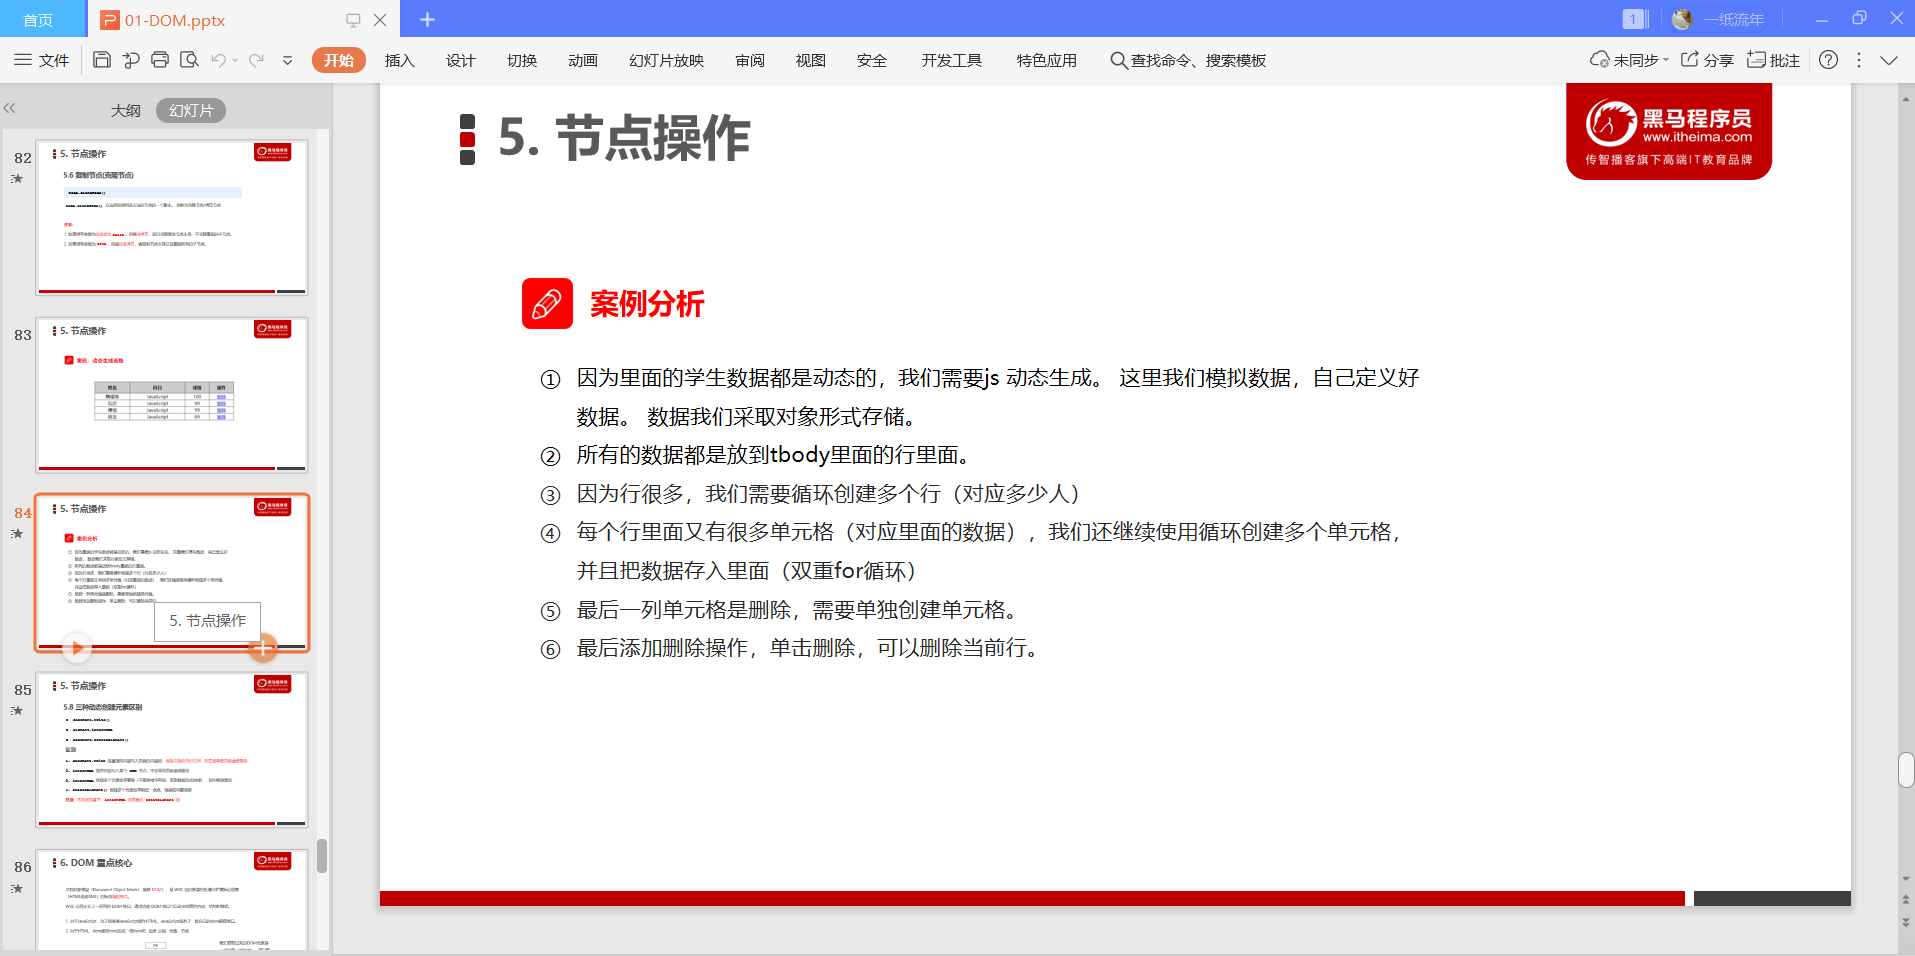 首页
01-DOM.pptx
1
一纸流年
文件
开始
插入
设计
切换
动画
幻灯片放映
审阅
视图
安全
开发工具
特色应用
查找命令、搜索模板
未同步
分享
批注
大纲
幻灯片
82
5. 节点操作
5.6 复制节点(克隆节点)
83
5. 节点操作
案例：动态生成表格
84
5. 节点操作
案例分析
5. 节点操作
85
5. 节点操作
5.8 三种动态创建元素区别
区别
86
6. DOM 重点核心
5. 节点操作
黑马程序员
www.itheima.com
传智播客旗下高端IT教育品牌
案例分析
① 因为里面的学生数据都是动态的，我们需要js 动态生成。 这里我们模拟数据，自己定义好
数据。 数据我们采取对象形式存储。
② 所有的数据都是放到tbody里面的行里面。
③ 因为行很多，我们需要循环创建多个行（对应多少人）
④ 每个行里面又有很多单元格（对应里面的数据），我们还继续使用循环创建多个单元格，
并且把数据存入里面（双重for循环）
⑤ 最后一列单元格是删除，需要单独创建单元格。
⑥ 最后添加删除操作，单击删除，可以删除当前行。